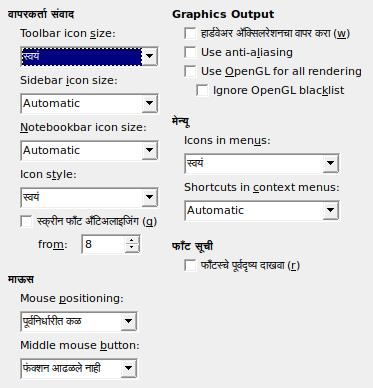 वापरकर्ता संवाद
Toolbar icon size:
स्वयं
Sidebar icon size:
Automatic
Notebookbar icon size:
Automatic
Icon style:
स्वयं
स्क्रीन फाँट अँटिअलाइजिंग (q)
from: 8
माऊस
Mouse positioning:
पूर्वनिर्धारीत कळ
Middle mouse button:
फंक्शन आढळले नाही
Graphics Output
हार्डवेअर ॲक्सिलरेशनचा वापर करा (w)
Use anti-aliasing
Use OpenGL for all rendering
Ignore OpenGL blacklist
मेन्यू
Icons in menus:
स्वयं
Shortcuts in context menus:
Automatic
फाँट सूची
फाँटस्चे पूर्वदृष्य दाखवा (r)